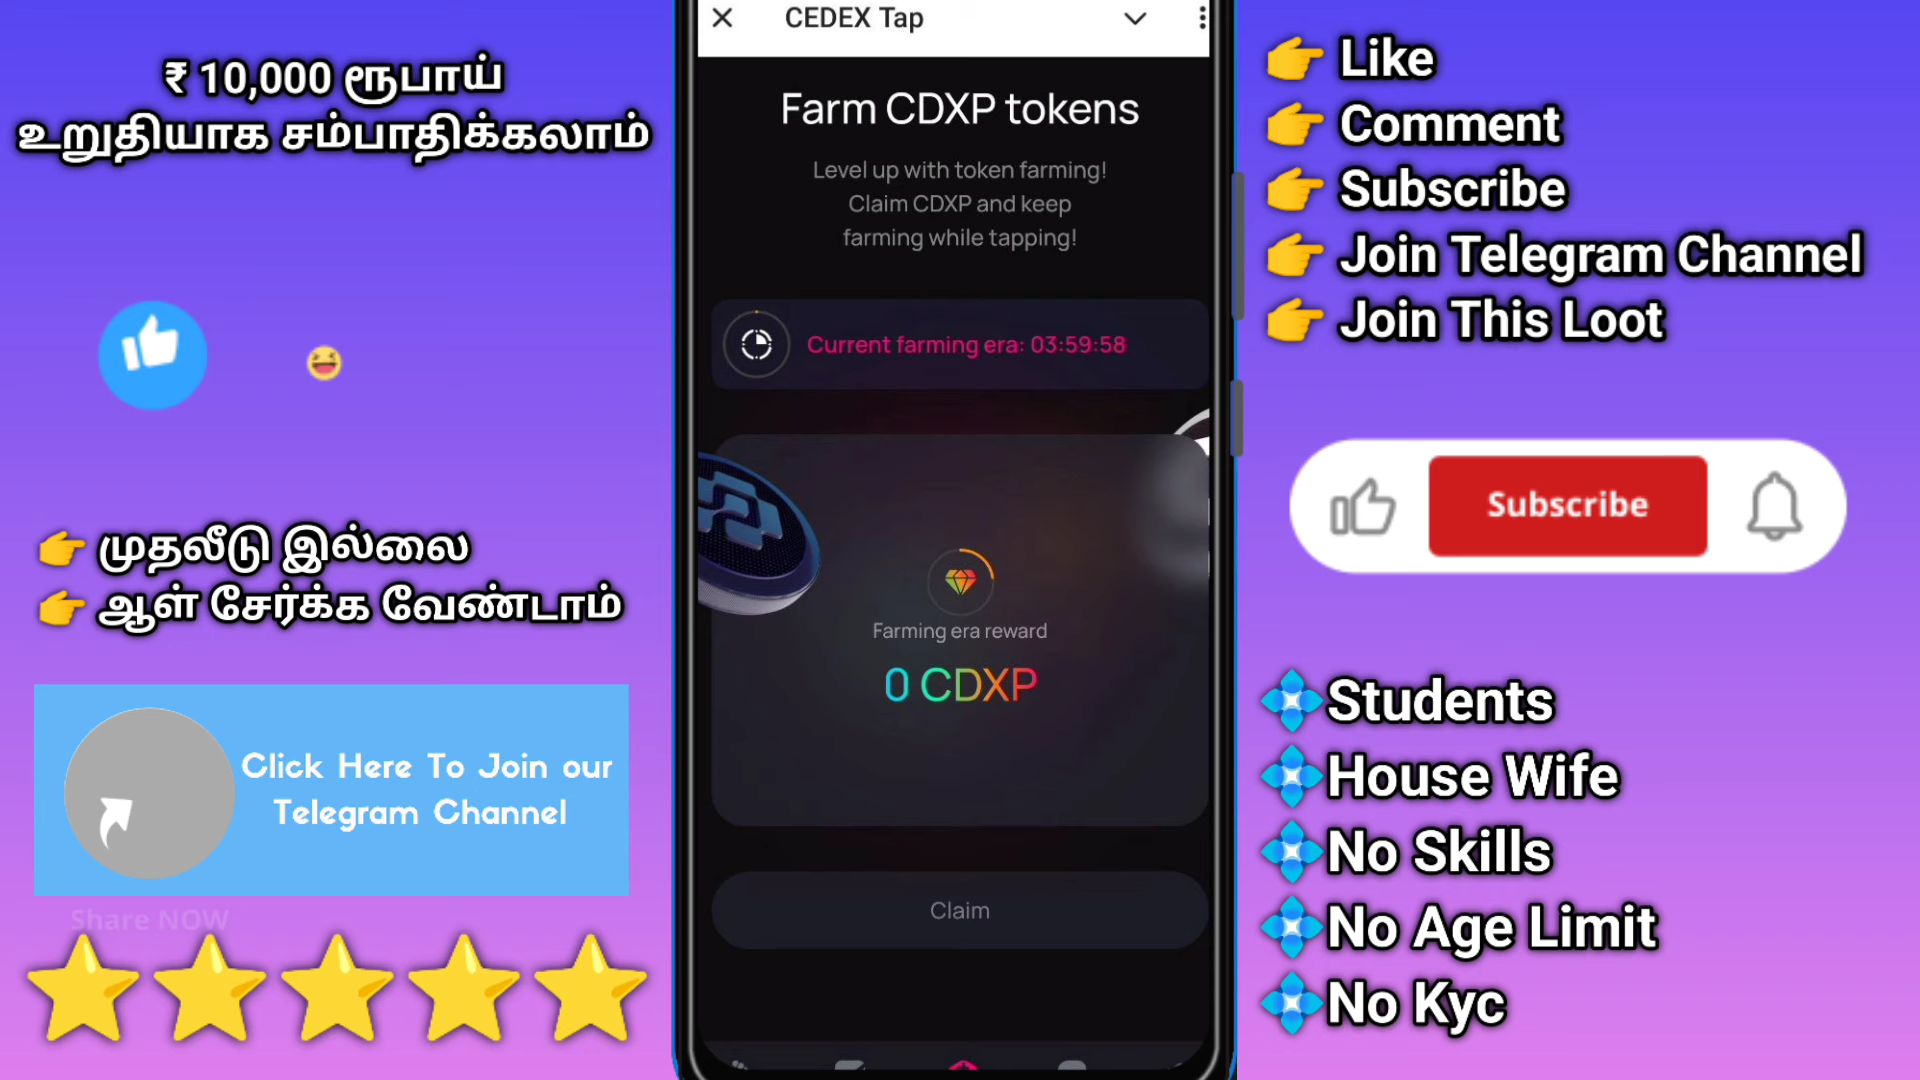 ₹ 10,000 ரூபாய்
உறுதியாக சம்பாதிக்கலாம்
👉 முதலீடு இல்லை
👉 ஆள் சேர்க்க வேண்டாம்
Click Here To Join our
Telegram Channel
Share NOW
CEDEX Tap
Farm CDXP tokens
Level up with token farming!
Claim CDXP and keep
farming while tapping!
Current farming era: 03:59:58
Farming era reward
0 CDXP
Claim
👉 Like
👉 Comment
👉 Subscribe
👉 Join Telegram Channel
👉 Join This Loot
Subscribe
💠Students
💠House Wife
💠No Skills
💠No Age Limit
💠No Kyc